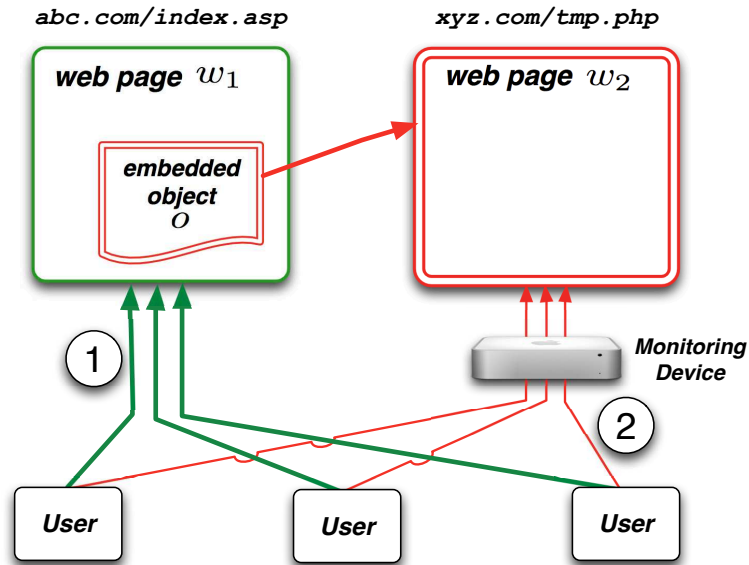 abc.com/index.asp
xyz.com/tmp.php
web page w1
web page w2
embedded
object
o
1
Monitoring
Device
2
User
User
User